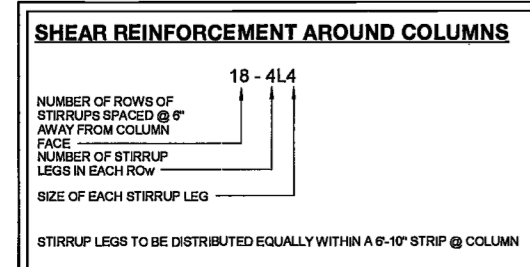 SHEAR REINFORCEMENT AROUND COLUMNS
18 - 4L4
NUMBER OF ROWS OF
STIRRUPS SPACED @ 6"
AWAY FROM COLUMN
FACE
NUMBER OF STIRRUP
LEGS IN EACH ROW
SIZE OF EACH STIRRUP LEG
STIRRUP LEGS TO BE DISTRIBUTED EQUALLY WITHIN A 6'-10" STRIP @ COLUMN